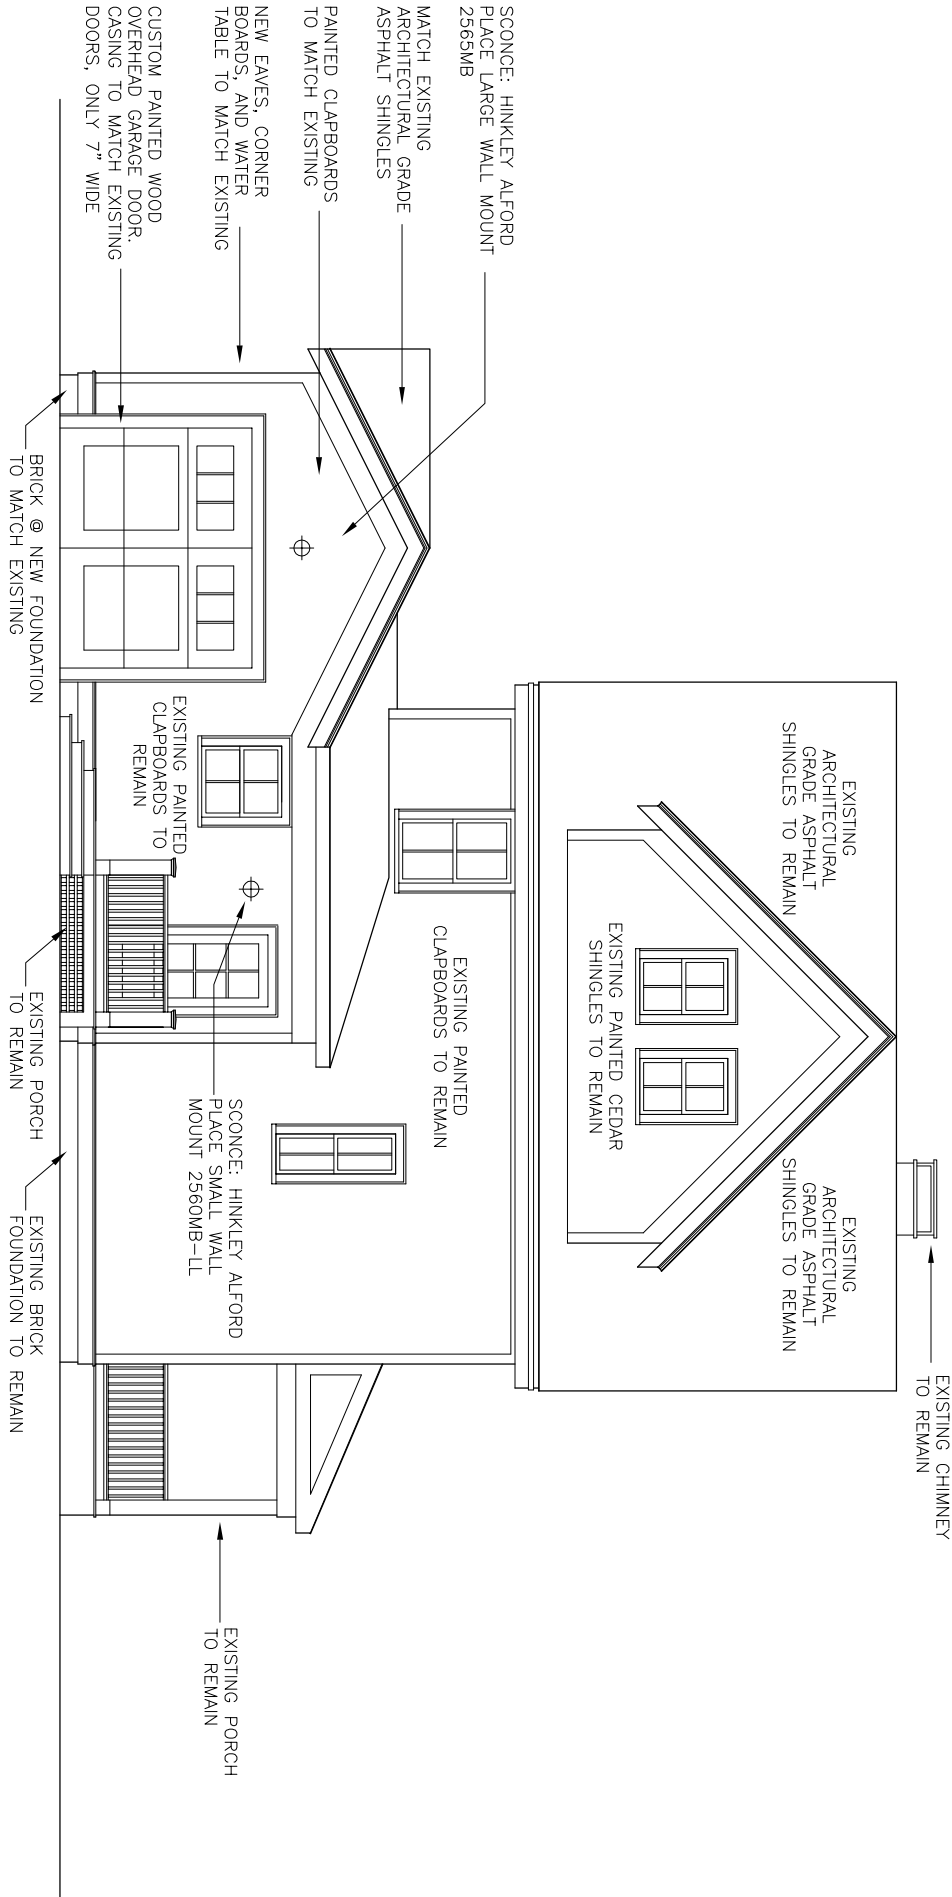 SCONCE: HINKLEY ALFORD
PLACE LARGE WALL MOUNT
2565MB
MATCH EXISTING
ARCHITECTURAL GRADE
ASPHALT SHINGLES
PAINTED CLAPBOARDS
TO MATCH EXISTING
NEW EAVES, CORNER
BOARDS, AND WATER
TABLE TO MATCH EXISTING
CUSTOM PAINTED WOOD
OVERHEAD GARAGE DOOR.
CASING TO MATCH EXISTING
DOORS, ONLY 7" WIDE
BRICK @ NEW FOUNDATION
TO MATCH EXISTING
EXISTING PAINTED
CLAPBOARDS TO
REMAIN
EXISTING
ARCHITECTURAL
GRADE ASPHALT
SHINGLES TO REMAIN
EXISTING PAINTED CEDAR
SHINGLES TO REMAIN
EXISTING PAINTED
CLAPBOARDS TO REMAIN
EXISTING PORCH
TO REMAIN
SCONCE: HINKLEY ALFORD
PLACE SMALL WALL
MOUNT 2560MB-LL
EXISTING
ARCHITECTURAL
GRADE ASPHALT
SHINGLES TO REMAIN
EXISTING BRICK
FOUNDATION TO REMAIN
EXISTING CHIMNEY
TO REMAIN
EXISTING PORCH
TO REMAIN